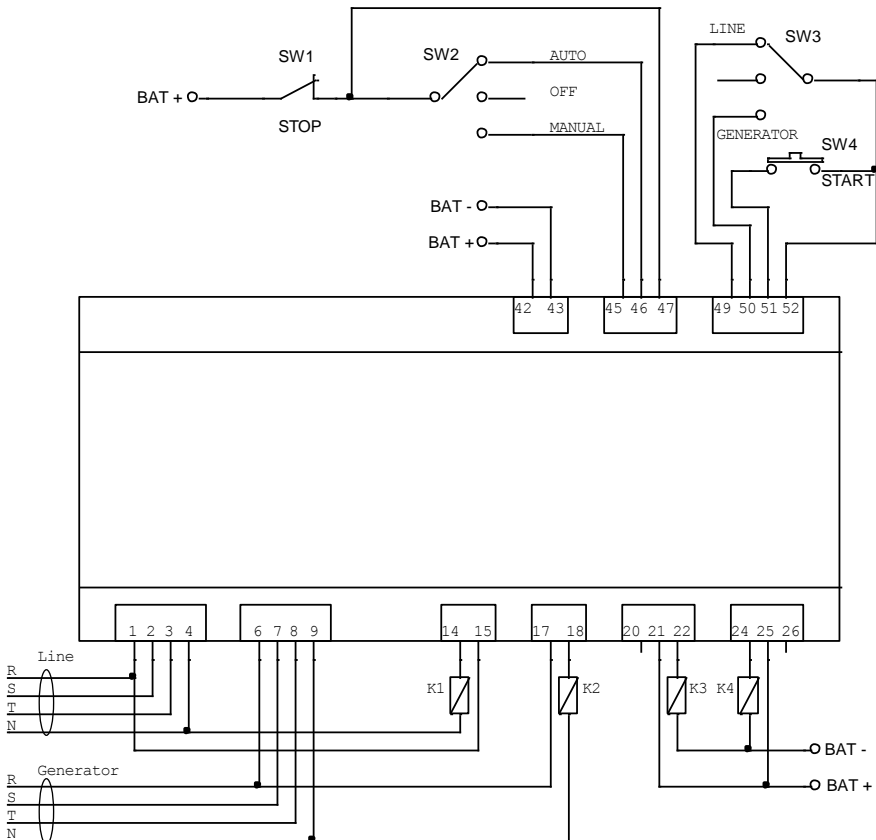 LINE
SW1
SW2
SW3
AUTO
BAT +
OFF
STOP
MANUAL
GENERATOR
SW4
START
BAT -
BAT +
42 43
45 46 47
49 50 51 52
1 2 3 4
6 7 8 9
14 15
17 18
20 21 22
24 25 26
Line
R
S
T
N
K1
K2
K3
K4
BAT -
BAT +
Generator
R
S
T
N